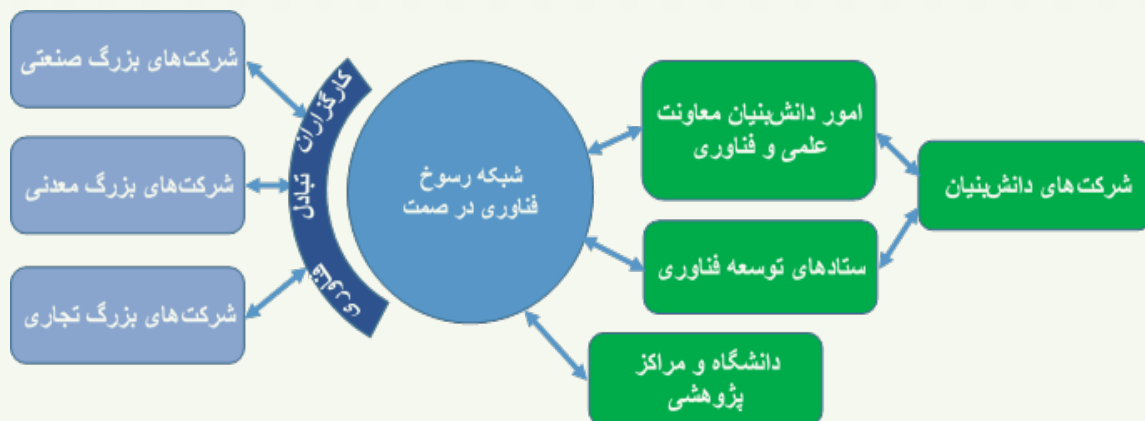 شرکت‌های دانش‌بنیان
امور دانش‌بنیان معاونت
علمی و فناوری
ستادهای توسعه فناوری
دانشگاه و مراکز
پژوهشی
شبکه رسوخ
فناوری در صمت
کارگزاران تبادل فناوری
شرکت‌های بزرگ صنعتی
شرکت‌های بزرگ معدنی
شرکت‌های بزرگ تجاری